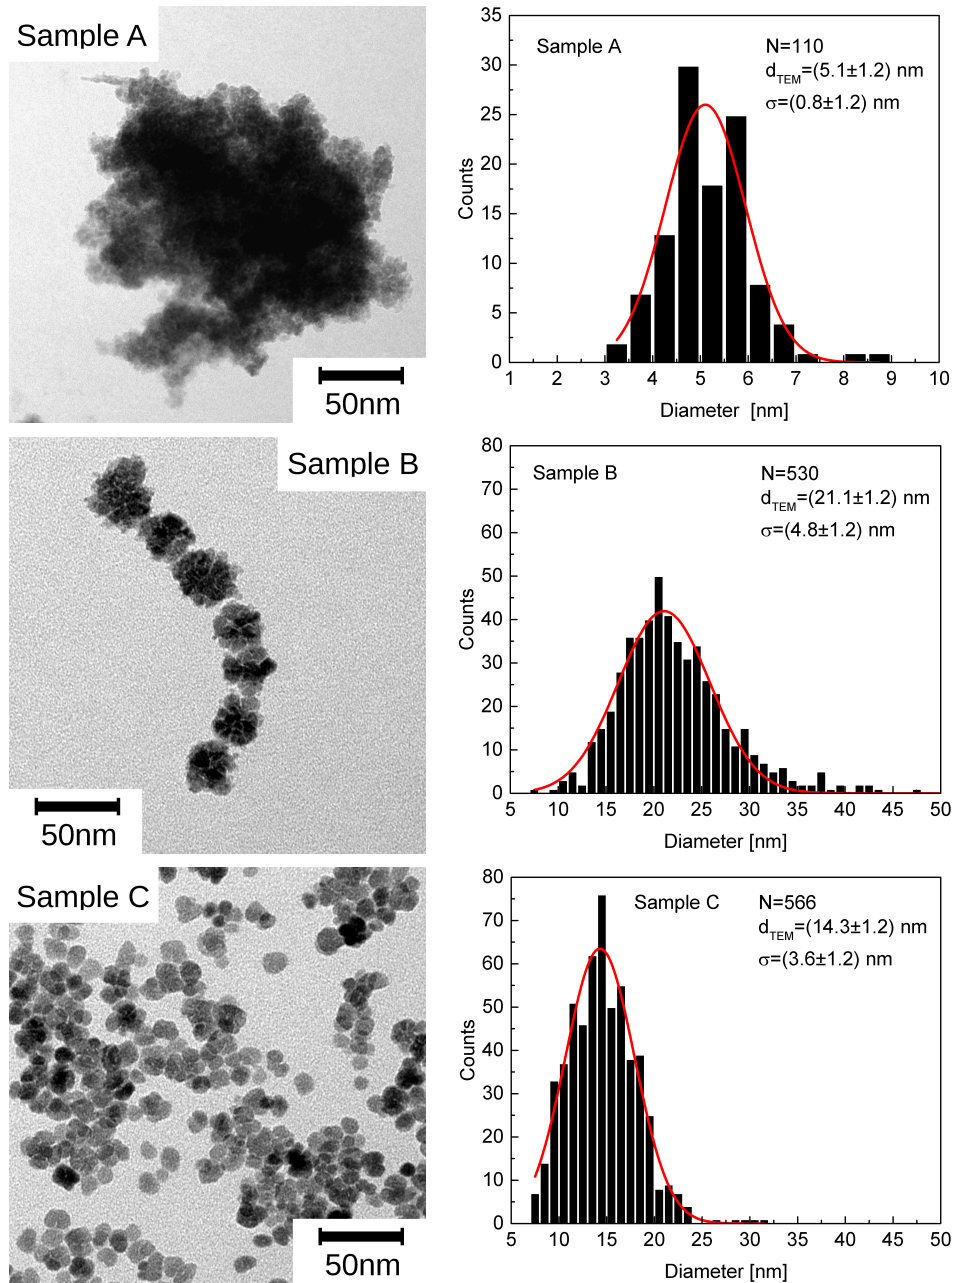 Sample A
50nm
35
30
25
20
15
10
5
0
Counts
Sample A
N=110
dTEM=(5.1±1.2) nm
σ=(0.8±1.2) nm
1 2 3 4 5 6 7 8 9 10
Diameter [nm]
Sample B
50nm
80
70
60
50
40
30
20
10
0
Counts
Sample B
N=530
dTEM=(21.1±1.2) nm
σ=(4.8±1.2) nm
5 10 15 20 25 30 35 40 45 50
Diameter [nm]
Sample C
50nm
80
70
60
50
40
30
20
10
0
Counts
Sample C
N=566
dTEM=(14.3±1.2) nm
σ=(3.6±1.2) nm
5 10 15 20 25 30 35 40 45 50
Diameter [nm]